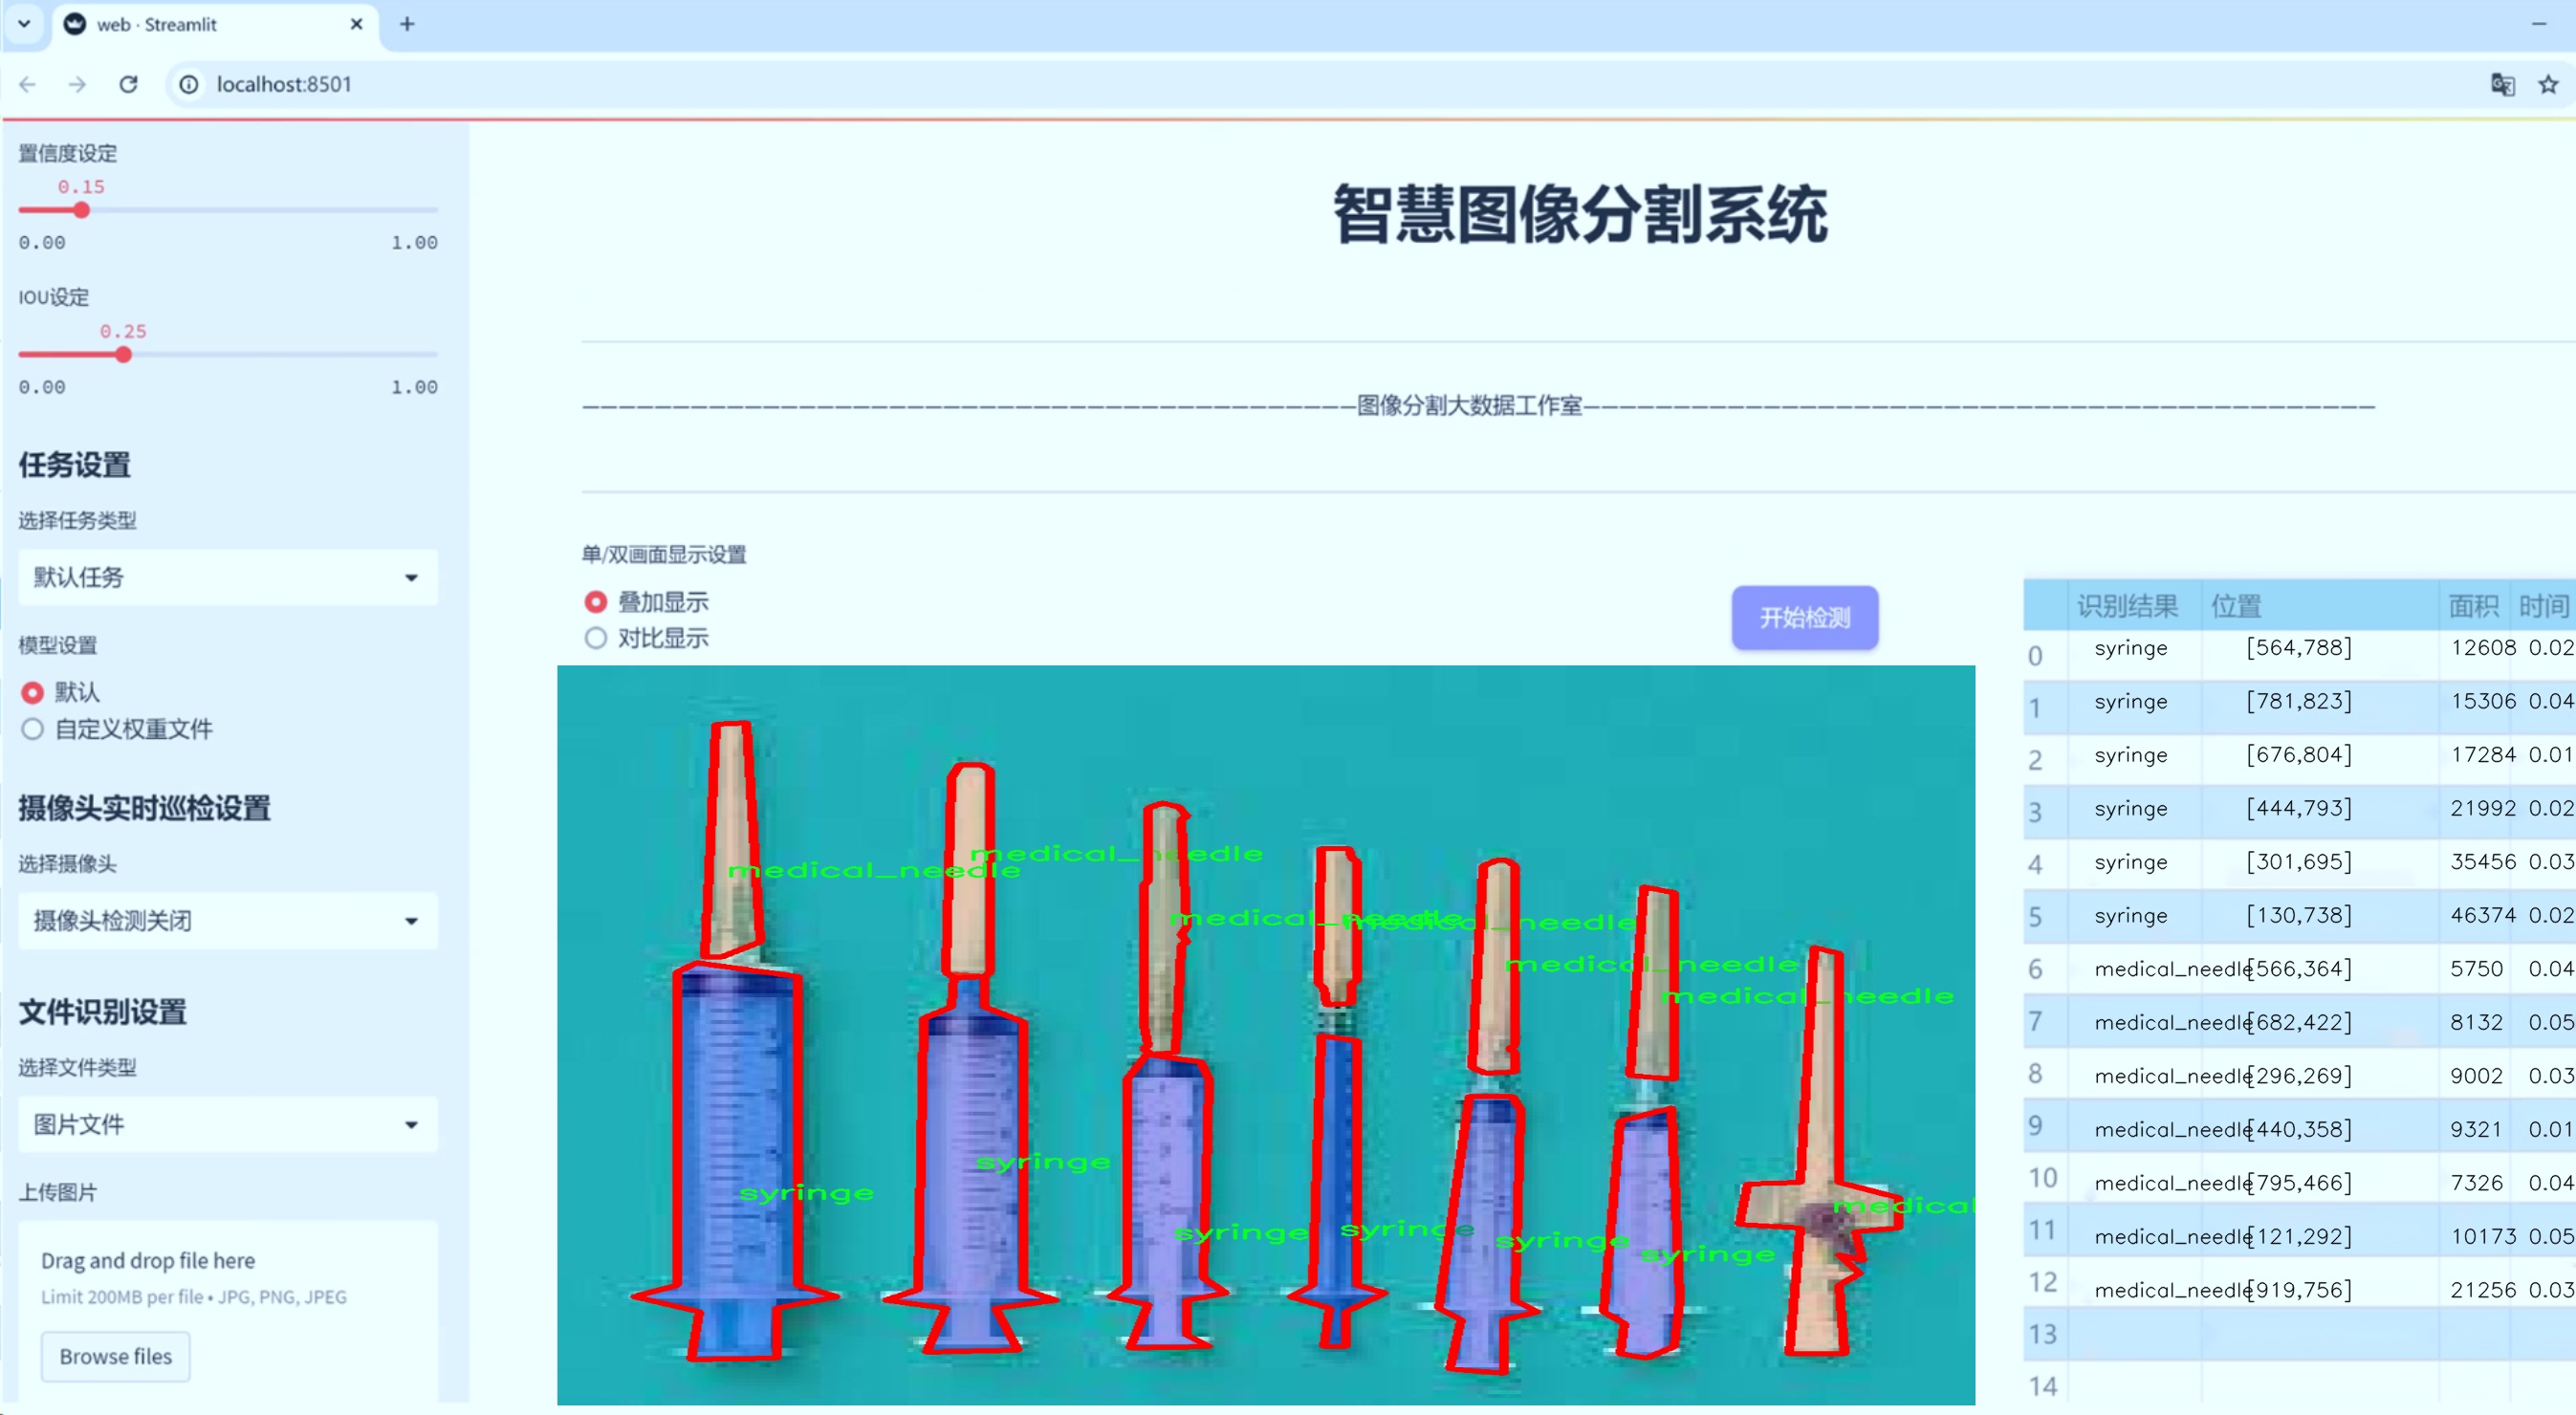 web · Streamlit
localhost:8501
置信度设定
0.15
0.00 1.00
IOU设定
0.25
0.00 1.00
任务设置
选择任务类型
默认任务
模型设置
默认
自定义权重文件
摄像头实时巡检设置
选择摄像头
摄像头检测关闭
文件识别设置
选择文件类型
图片文件
上传图片
Drag and drop file here
Limit 200MB per file • JPG, PNG, JPEG
Browse files
智慧图像分割系统
图像分割大数据工作室
单/双画面显示设置
叠加显示
对比显示
开始检测
medical_needle
medical_needle
medical_needle
medical_needle
medical_needle
medical_needle
syringe
syringe
medical
syringe
syringe
syringe
syringe
识别结果 位置 面积 时间
0 syringe [564,788] 12608 0.02
1 syringe [781,823] 15306 0.04
2 syringe [676,804] 17284 0.01
3 syringe [444,793] 21992 0.02
4 syringe [301,695] 35456 0.03
5 syringe [130,738] 46374 0.02
6 medical_needle [566,364] 5750 0.04
7 medical_needle [682,422] 8132 0.05
8 medical_needle [296,269] 9002 0.03
9 medical_needle [440,358] 9321 0.01
10 medical_needle [795,466] 7326 0.04
11 medical_needle [121,292] 10173 0.05
12 medical_needle [919,756] 21256 0.03
13
14